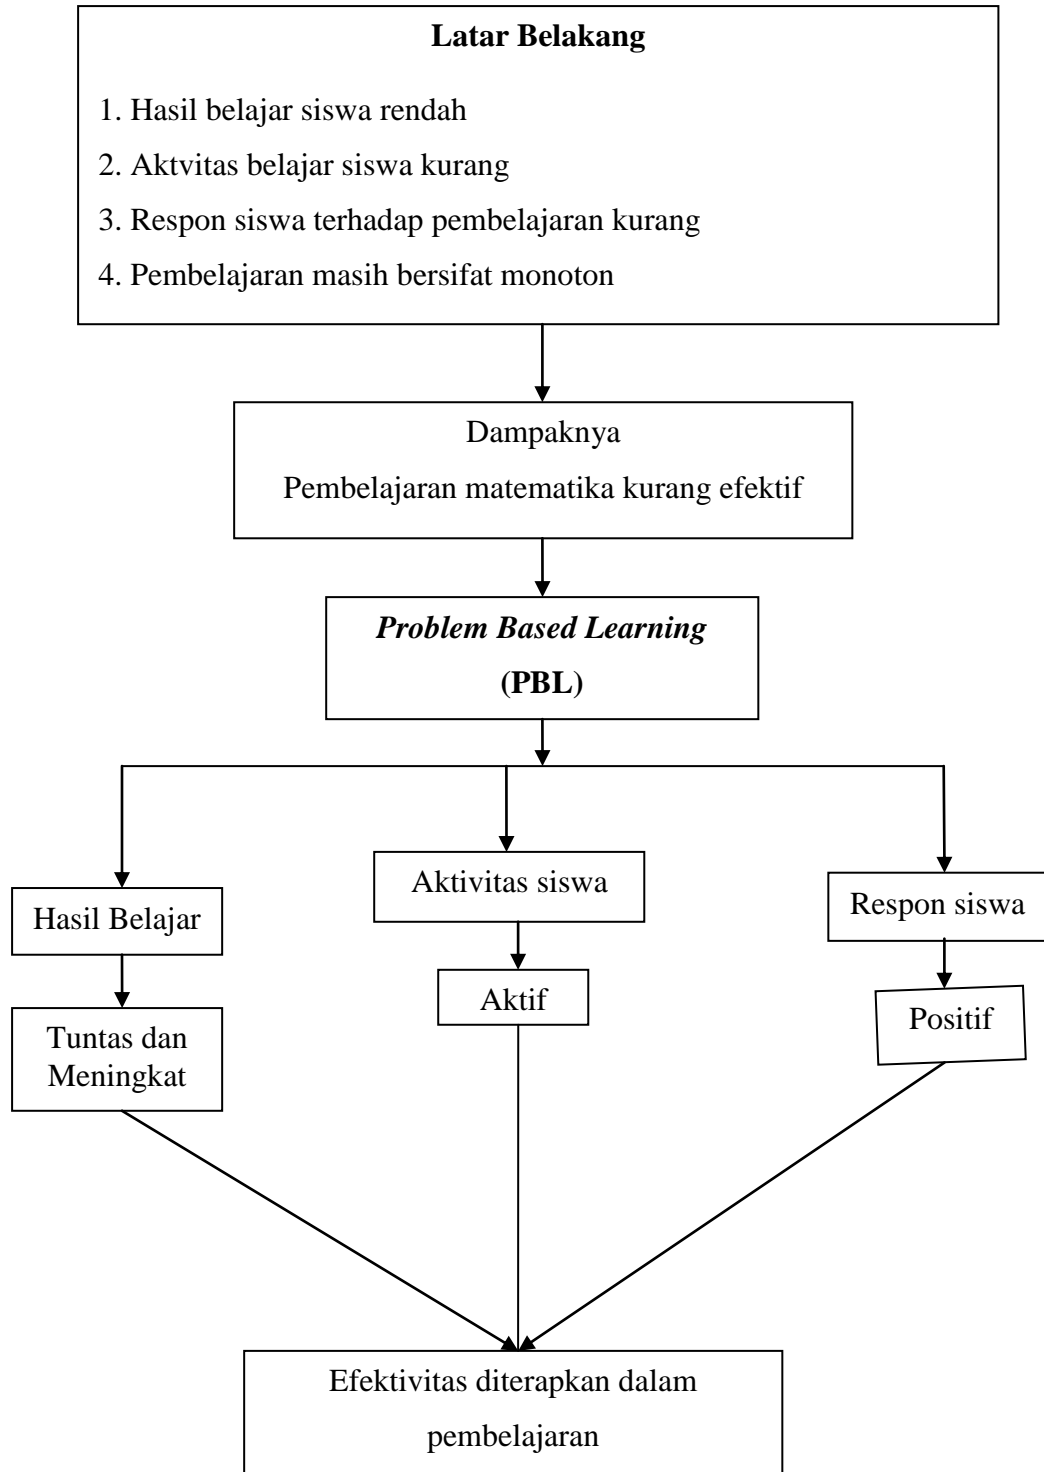 Latar Belakang
1. Hasil belajar siswa rendah
2. Aktvitas belajar siswa kurang
3. Respon siswa terhadap pembelajaran kurang
4. Pembelajaran masih bersifat monoton
Dampaknya
Pembelajaran matematika kurang efektif
Problem Based Learning
(PBL)
Hasil Belajar
Aktivitas siswa
Respon siswa
Tuntas dan
Meningkat
Aktif
Positif
Efektivitas diterapkan dalam
pembelajaran